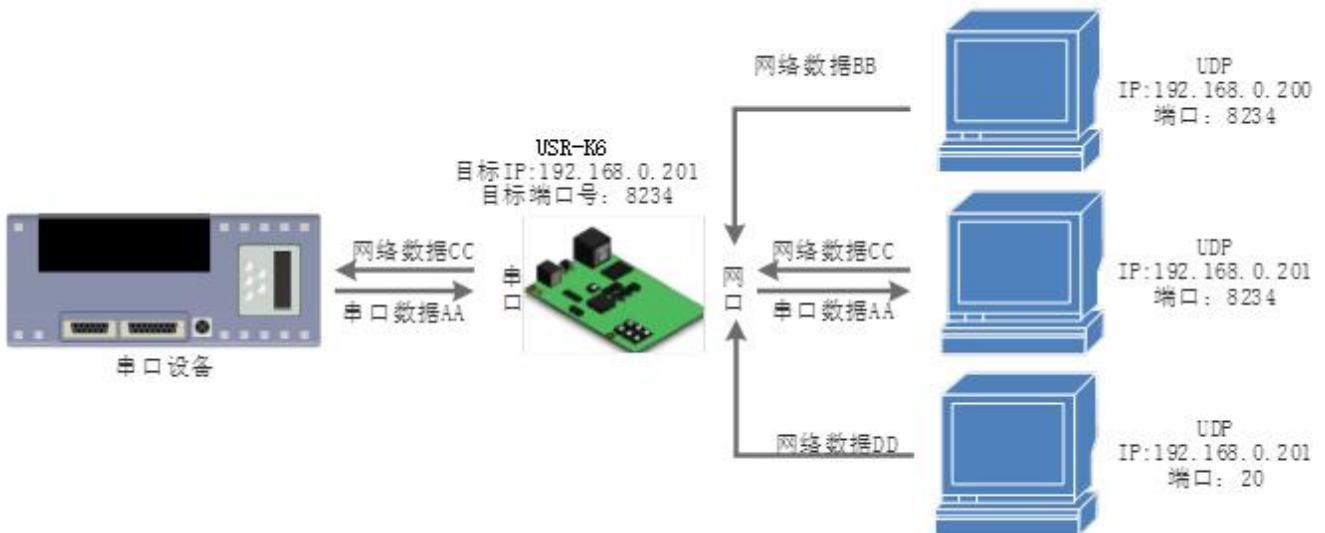 网络数据BB
UDP
IP:192.168.0.200
端口：8234
USR-K6
目标IP:192.168.0.201
目标端口号：8234
网络数据CC
串口数据AA
串口设备
串口
网口
网络数据CC
串口数据AA
UDP
IP:192.168.0.201
端口：8234
网络数据DD
UDP
IP:192.168.0.201
端口：20